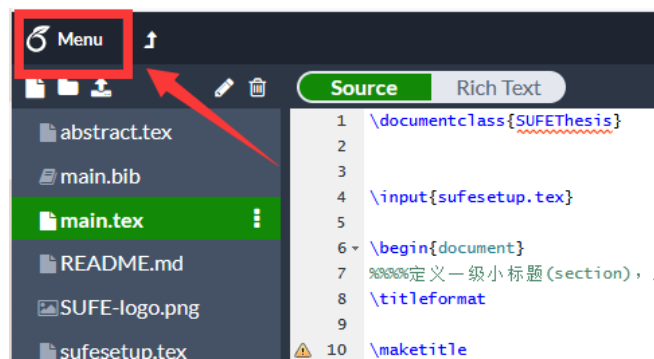 Menu
Source Rich Text
abstract.tex
main.bib
main.tex
README.md
SUFE-logo.png
sufesetup.tex
1 \documentclass{SUFEThesis}
2
3
4 \input{sufesetup.tex}
5
6 \begin{document}
7 %%%%定义一级小标题(section)，
8 \titleformat
9
10 \maketitle